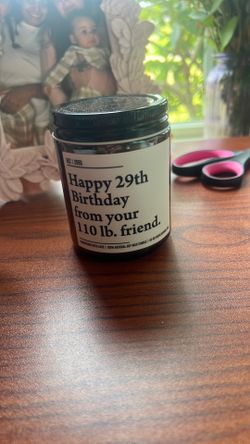 Happy 29th
Birthday
from your
110 lb. friend.